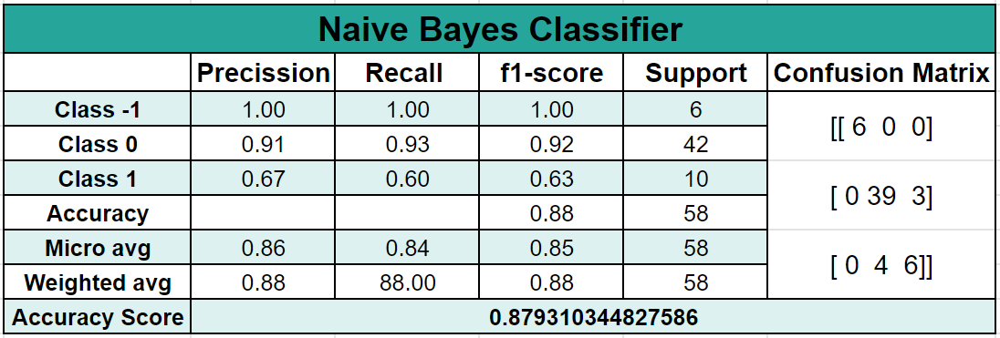 Naive Bayes Classifier
Precission Recall f1-score Support Confusion Matrix
Class -1 1.00 1.00 1.00 6
[[ 6 0 0]
Class 0 0.91 0.93 0.92 42
Class 1 0.67 0.60 0.63 10
[ 0 39 3]
Accuracy 0.88 58
Micro avg 0.86 0.84 0.85 58
[ 0 4 6]]
Weighted avg 0.88 88.00 0.88 58
Accuracy Score 0.879310344827586